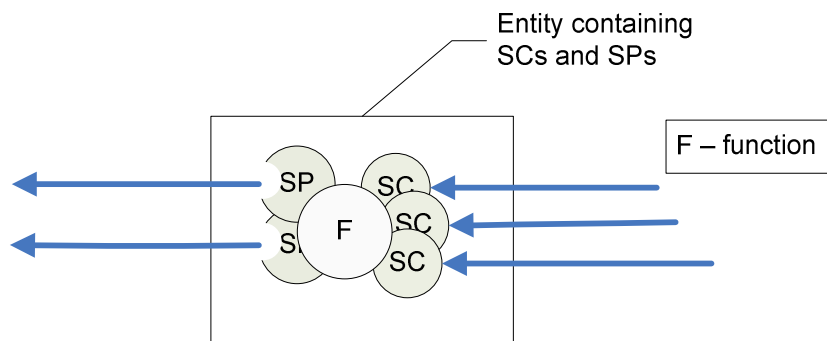 Entity containing
SCs and SPs
F – function
SP
SC
SC
F
SC